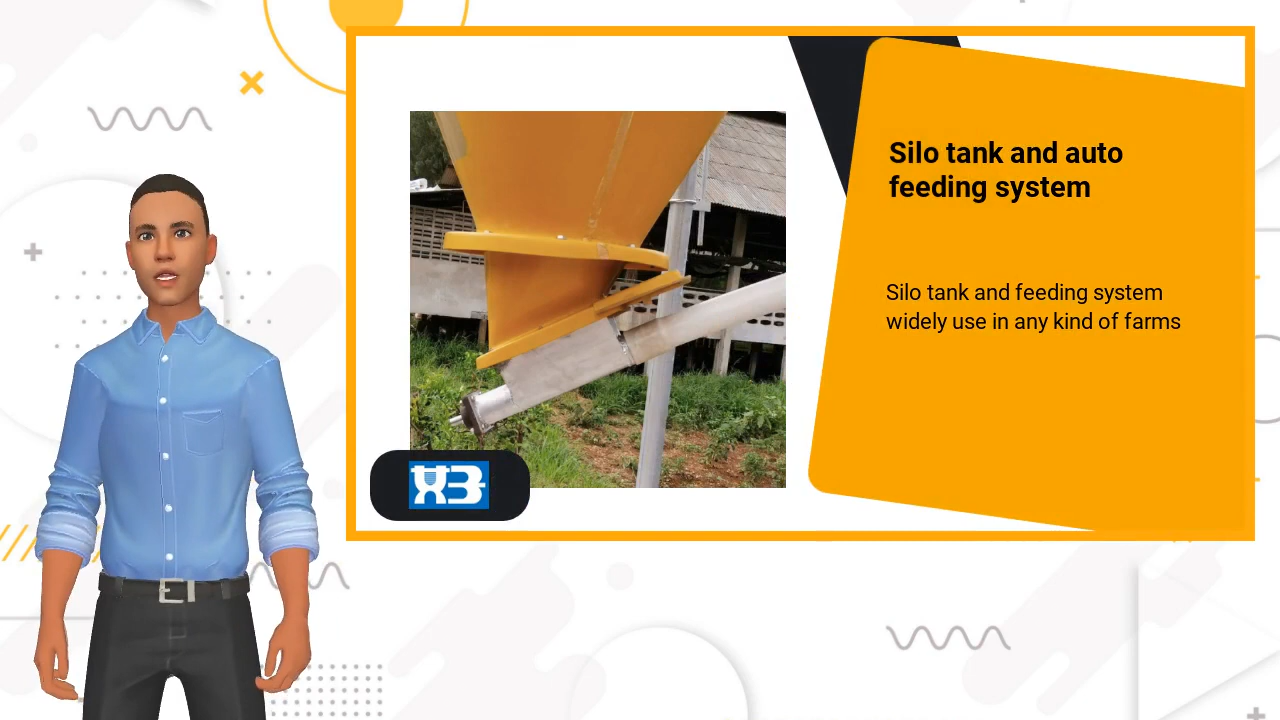 Silo tank and auto
feeding system
Silo tank and feeding system
widely use in any kind of farms